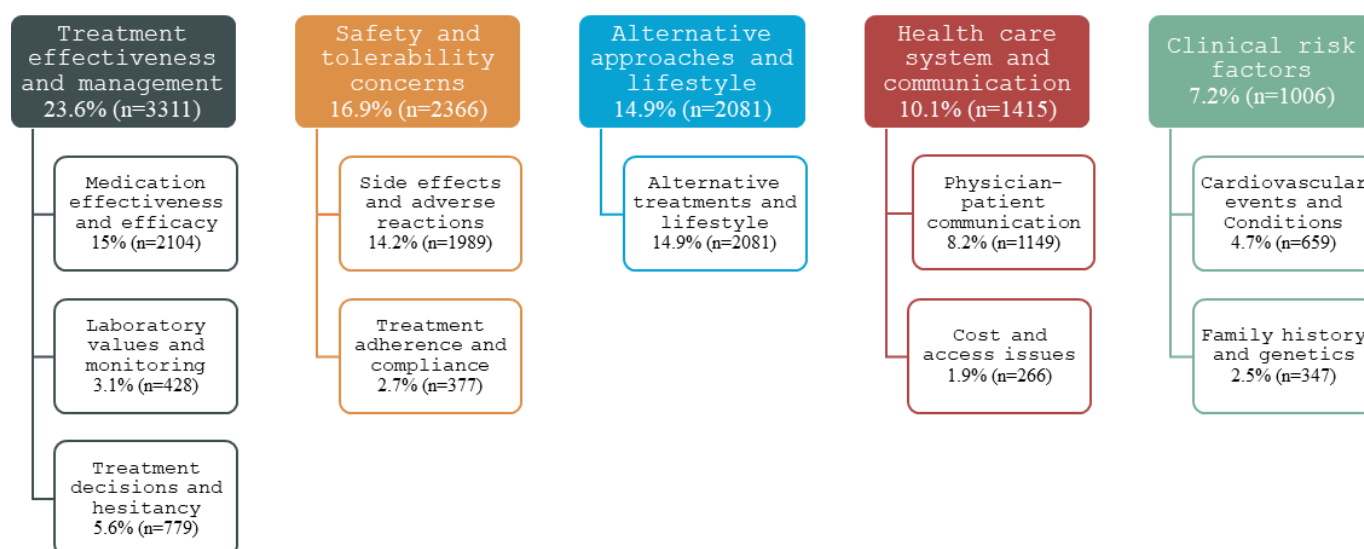 Treatment
effectiveness
and management
23.6% (n=3311)
Medication
effectiveness
and efficacy
15% (n=2104)
Laboratory
values and
monitoring
3.1% (n=428)
Treatment
decisions and
hesitancy
5.6% (n=779)
Safety and
tolerability
concerns
16.9% (n=2366)
Side effects
and adverse
reactions
14.2% (n=1989)
Treatment
adherence and
compliance
2.7% (n=377)
Alternative
approaches and
lifestyle
14.9% (n=2081)
Alternative
treatments and
lifestyle
14.9% (n=2081)
Health care
system and
communication
10.1% (n=1415)
Physician-
patient
communication
8.2% (n=1149)
Cost and
access issues
1.9% (n=266)
Clinical risk
factors
7.2% (n=1006)
Cardiovascular
events and
Conditions
4.7% (n=659)
Family history
and genetics
2.5% (n=347)